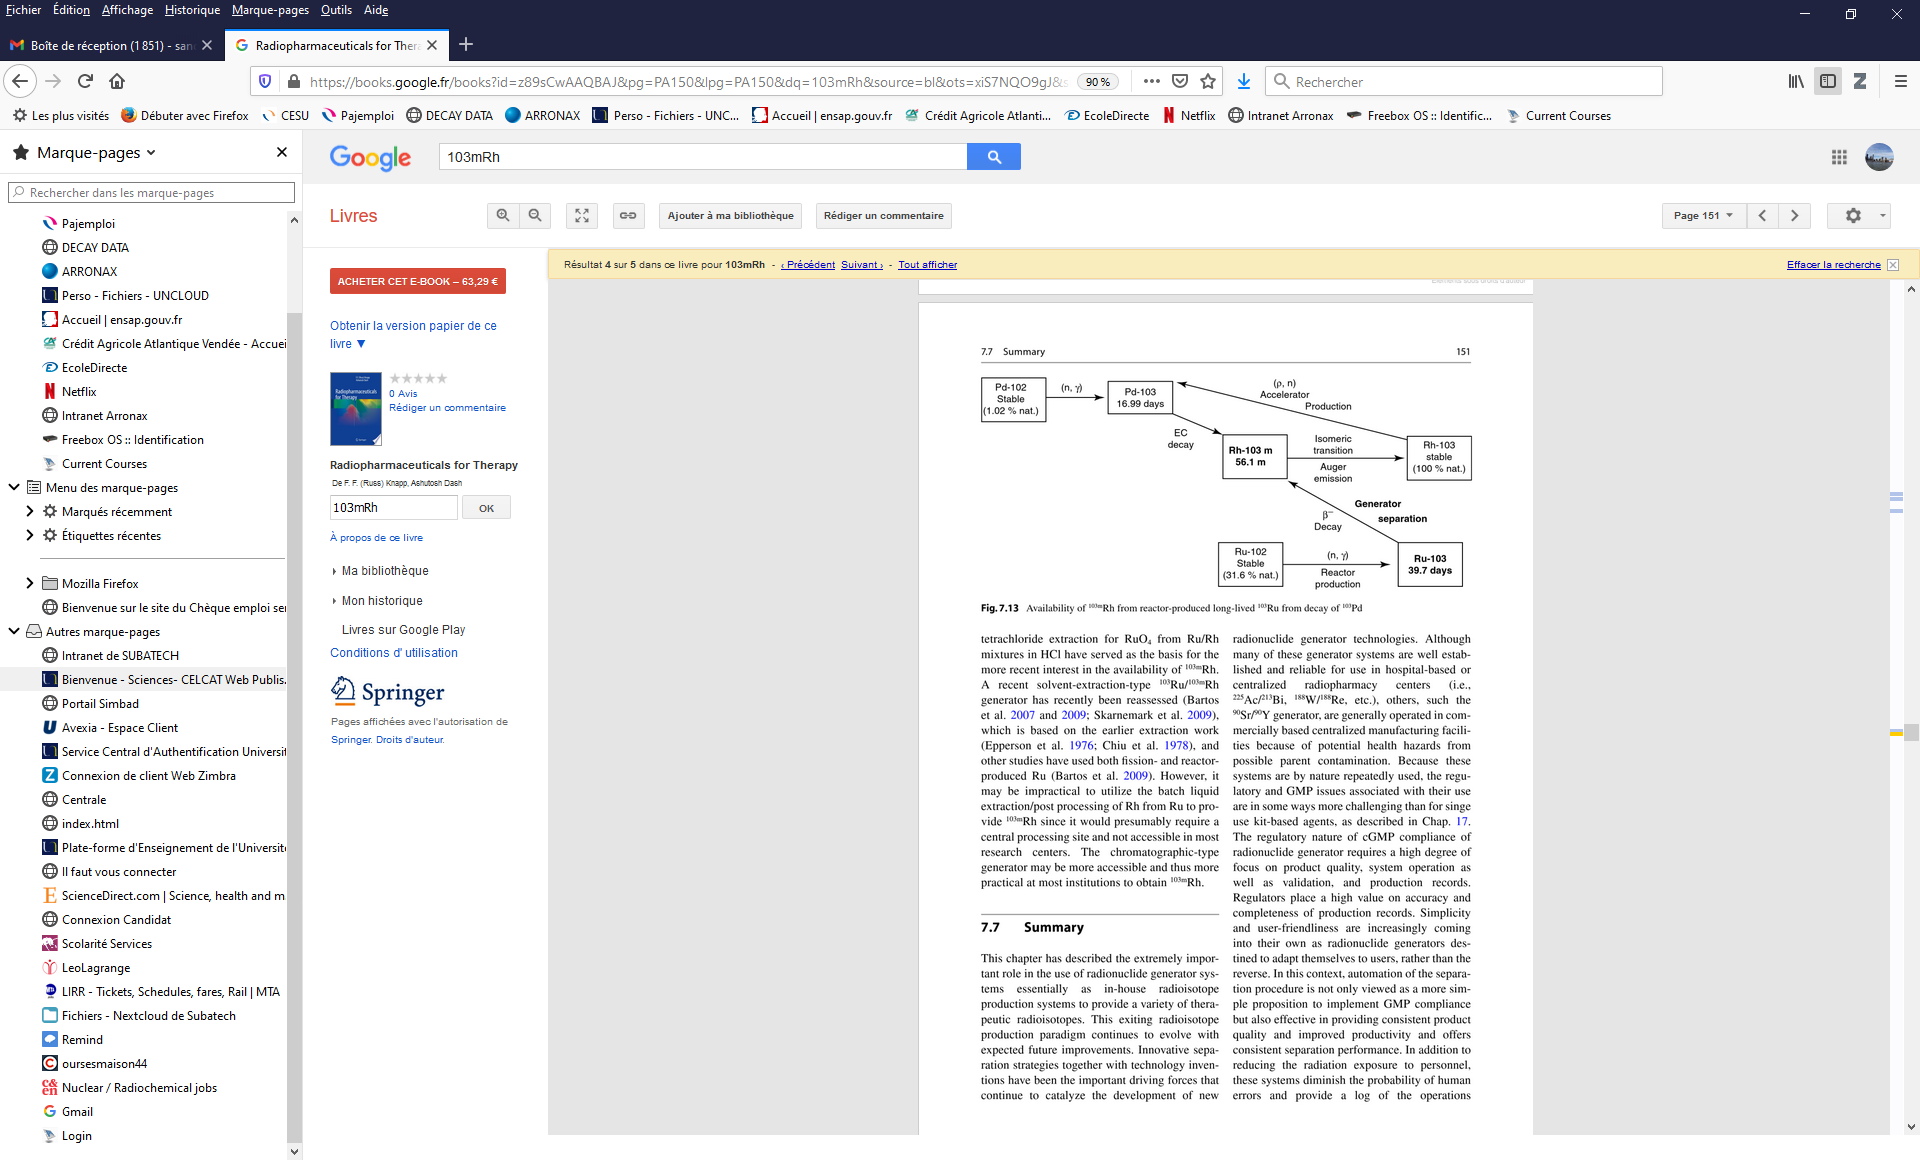 Fichier Édition Affichage Historique Marque-pages Outils Aide
Boîte de réception (1 851) - san
Radiopharmaceuticals for Thera
https://books.google.fr/books?id=z89sCwAAQBAJ&pg=PA150&lpg=PA150&dq=103mRh&source=bl&ots=xiS7NQO9gJ&s
90 %
Rechercher
Les plus visités Débuter avec Firefox CESU Pajemploi DECAY DATA ARRONAX Perso - Fichiers - UNC... Accueil | ensap.gouv.fr Crédit Agricole Atlanti... EcoleDirecte Netflix Intranet Arronax Freebox OS :: Identific... Current Courses
Marque-pages
Rechercher dans les marque-pages
Pajemploi
DECAY DATA
ARRONAX
Perso - Fichiers - UNCLOUD
Accueil | ensap.gouv.fr
Crédit Agricole Atlantique Vendée - Accuei
EcoleDirecte
Netflix
Intranet Arronax
Freebox OS :: Identification
Current Courses
Menu des marque-pages
Marqués récemment
Étiquettes récentes
Mozilla Firefox
Bienvenue sur le site du Chèque emploi ser
Autres marque-pages
Intranet de SUBATECH
Bienvenue - Sciences- CELCAT Web Publis.
Portail Simbad
Avexia - Espace Client
Service Central d'Authentification Universit
Connexion de client Web Zimbra
Centrale
index.html
Plate-forme d'Enseignement de l'Université
Il faut vous connecter
ScienceDirect.com | Science, health and m
Connexion Candidat
Scolarité Services
LeoLagrange
LIRR - Tickets, Schedules, fares, Rail | MTA
Fichiers - Nextcloud de Subatech
Remind
oursesmaison44
Nuclear / Radiochemical jobs
Gmail
Login
Google
103mRh
Livres
Ajouter à ma bibliothèque
Rédiger un commentaire
Page 151
ACHETER CET E-BOOK – 63,29 €
Obtenir la version papier de ce
livre ▼
0 Avis
Rédiger un commentaire
Radiopharmaceuticals for Therapy
De F. F. (Russ) Knapp, Ashutosh Dash
103mRh
OK
À propos de ce livre
Ma bibliothèque
Mon historique
Livres sur Google Play
Conditions d' utilisation
Springer
Pages affichées avec l'autorisation de
Springer. Droits d'auteur.
Résultat 4 sur 5 dans ce livre pour 103mRh - ‹ Précédent Suivant › - Tout afficher
Effacer la recherche
7.7 Summary
151
Pd-102
Stable
(1.02 % nat.)
(n, γ)
Pd-103
16.99 days
(ρ, n)
Accelerator
Production
EC
decay
Rh-103 m
56.1 m
Isomeric
transition
Auger
emission
Rh-103
stable
(100 % nat.)
Generator
separation
β−
Decay
Ru-102
Stable
(31.6 % nat.)
(n, γ)
Reactor
production
Ru-103
39.7 days
Fig. 7.13 Availability of 103mRh from reactor-produced long-lived 103Ru from decay of 103Pd
tetrachloride extraction for RuO4 from Ru/Rh
mixtures in HCl have served as the basis for the
more recent interest in the availability of 103mRh.
A recent solvent-extraction-type 103Ru/103mRh
generator has recently been reassessed (Bartos
et al. 2007 and 2009; Skarnemark et al. 2009),
which is based on the earlier extraction work
(Epperson et al. 1976; Chiu et al. 1978), and
other studies have used both fission- and reactor-
produced Ru (Bartos et al. 2009). However, it
may be impractical to utilize the batch liquid
extraction/post processing of Rh from Ru to pro-
vide 103mRh since it would presumably require a
central processing site and not accessible in most
research centers. The chromatographic-type
generator may be more accessible and thus more
practical at most institutions to obtain 103mRh.
7.7 Summary
This chapter has described the extremely impor-
tant role in the use of radionuclide generator sys-
tems essentially as in-house radioisotope
production systems to provide a variety of thera-
peutic radioisotopes. This exiting radioisotope
production paradigm continues to evolve with
expected future improvements. Innovative sepa-
ration strategies together with technology inven-
tions have been the important driving forces that
continue to catalyze the development of new
radionuclide generator technologies. Although
many of these generator systems are well estab-
lished and reliable for use in hospital-based or
centralized radiopharmacy centers (i.e.,
225Ac/213Bi, 188W/188Re, etc.), others, such the
90Sr/90Y generator, are generally operated in com-
mercially based centralized manufacturing facili-
ties because of potential health hazards from
possible parent contamination. Because these
systems are by nature repeatedly used, the regu-
latory and GMP issues associated with their use
are in some ways more challenging than for singe
use kit-based agents, as described in Chap. 17.
The regulatory nature of cGMP compliance of
radionuclide generator requires a high degree of
focus on product quality, system operation as
well as validation, and production records.
Regulators place a high value on accuracy and
completeness of production records. Simplicity
and user-friendliness are increasingly coming
into their own as radionuclide generators des-
tined to adapt themselves to users, rather than the
reverse. In this context, automation of the separa-
tion procedure is not only viewed as a more sim-
ple proposition to implement GMP compliance
but also effective in providing consistent product
quality and improved productivity and offers
consistent separation performance. In addition to
reducing the radiation exposure to personnel,
these systems diminish the probability of human
errors and provide a log of the operations